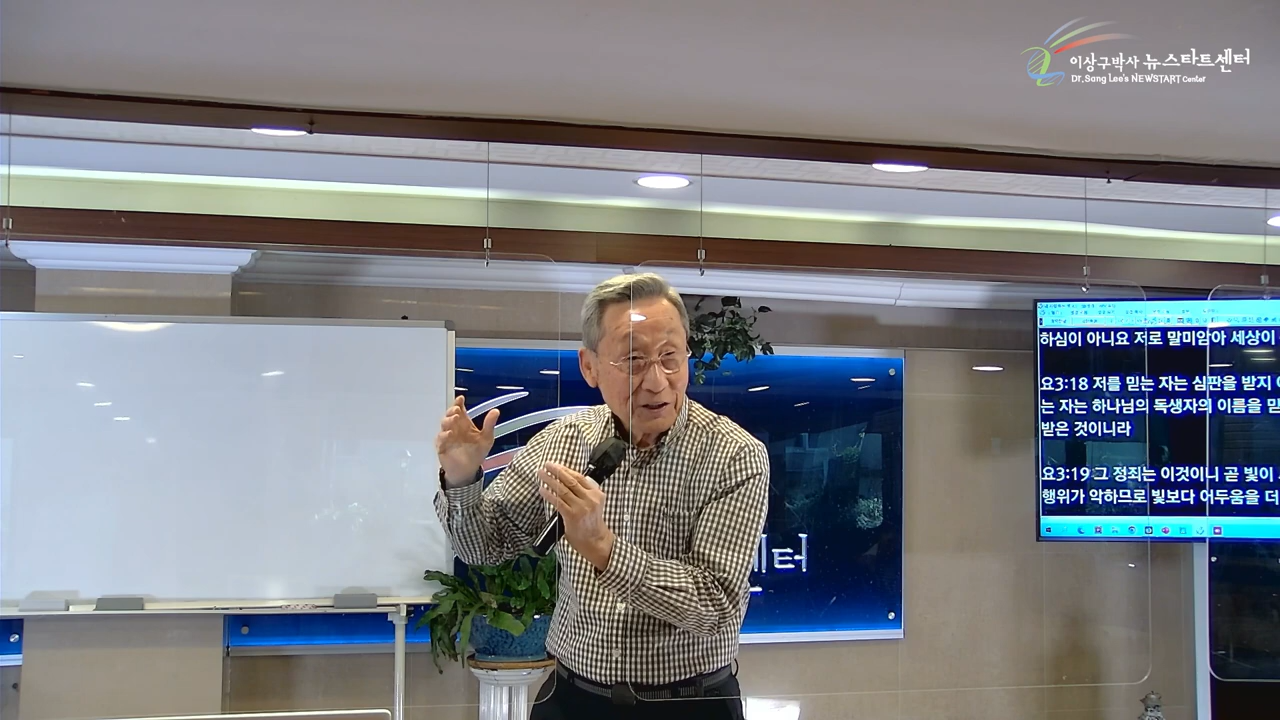 이상구박사 뉴스타트센터
Dr. Sang Lee's NEWSTART Center
하심이 아니요 저로 말미암아 세상이
요3:18 저를 믿는 자는 심판을 받지
는 자는 하나님의 독생자의 이름을 믿
받은 것이니라
요3:19 그 정죄는 이것이니 곧 빛이
행위가 악하므로 빛보다 어두움을 더
센터